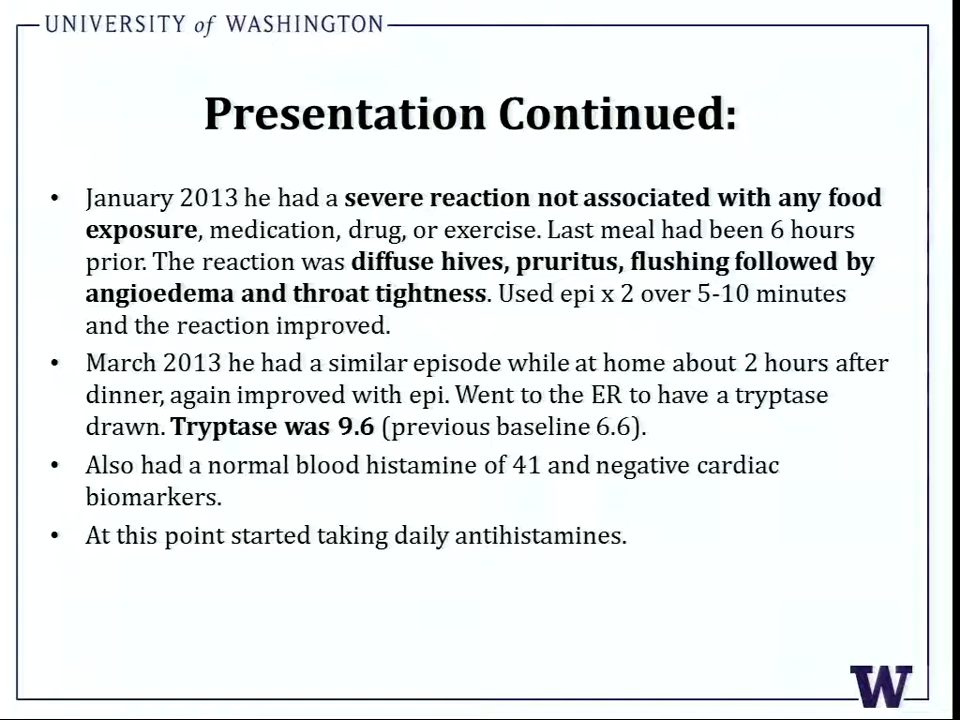 UNIVERSITY of WASHINGTON
Presentation Continued:
• January 2013 he had a severe reaction not associated with any food
exposure, medication, drug, or exercise. Last meal had been 6 hours
prior. The reaction was diffuse hives, pruritus, flushing followed by
angioedema and throat tightness. Used epi x 2 over 5-10 minutes
and the reaction improved.
• March 2013 he had a similar episode while at home about 2 hours after
dinner, again improved with epi. Went to the ER to have a tryptase
drawn. Tryptase was 9.6 (previous baseline 6.6).
• Also had a normal blood histamine of 41 and negative cardiac
biomarkers.
• At this point started taking daily antihistamines.
W